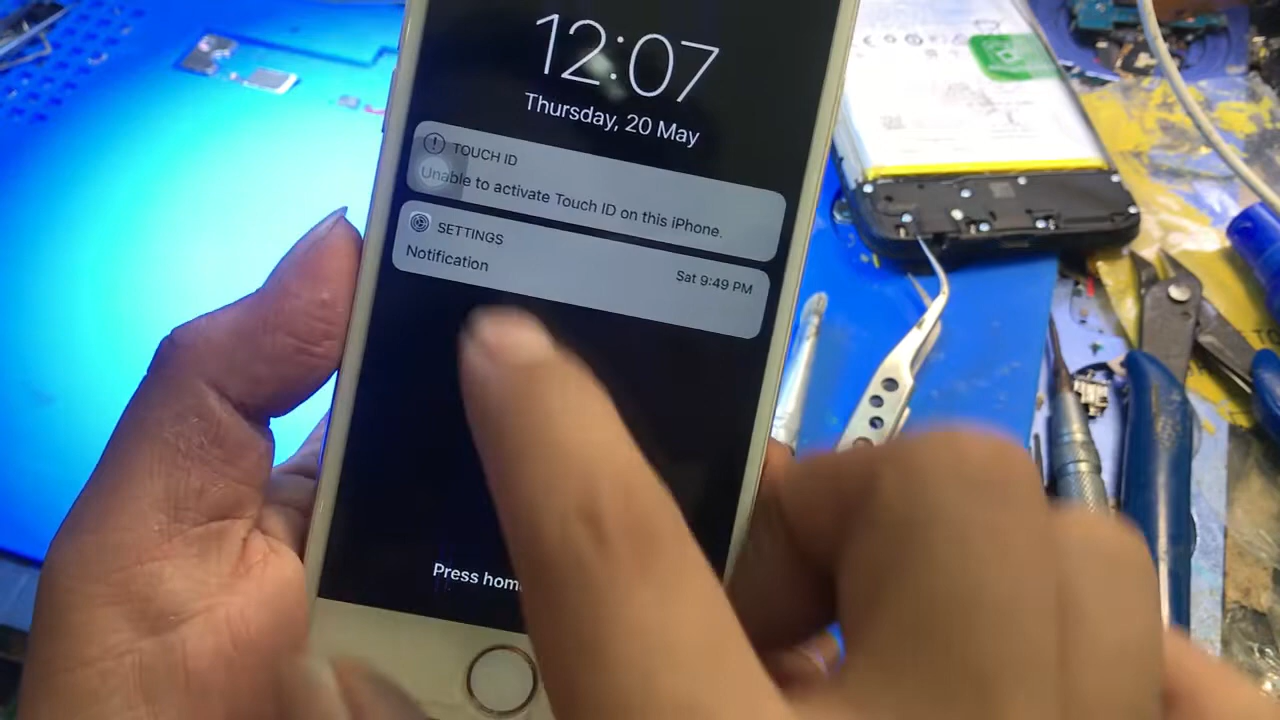 12:07
Thursday, 20 May
TOUCH ID
Unable to activate Touch ID on this iPhone.
SETTINGS
Sat 9:49 PM
Notification
Press home